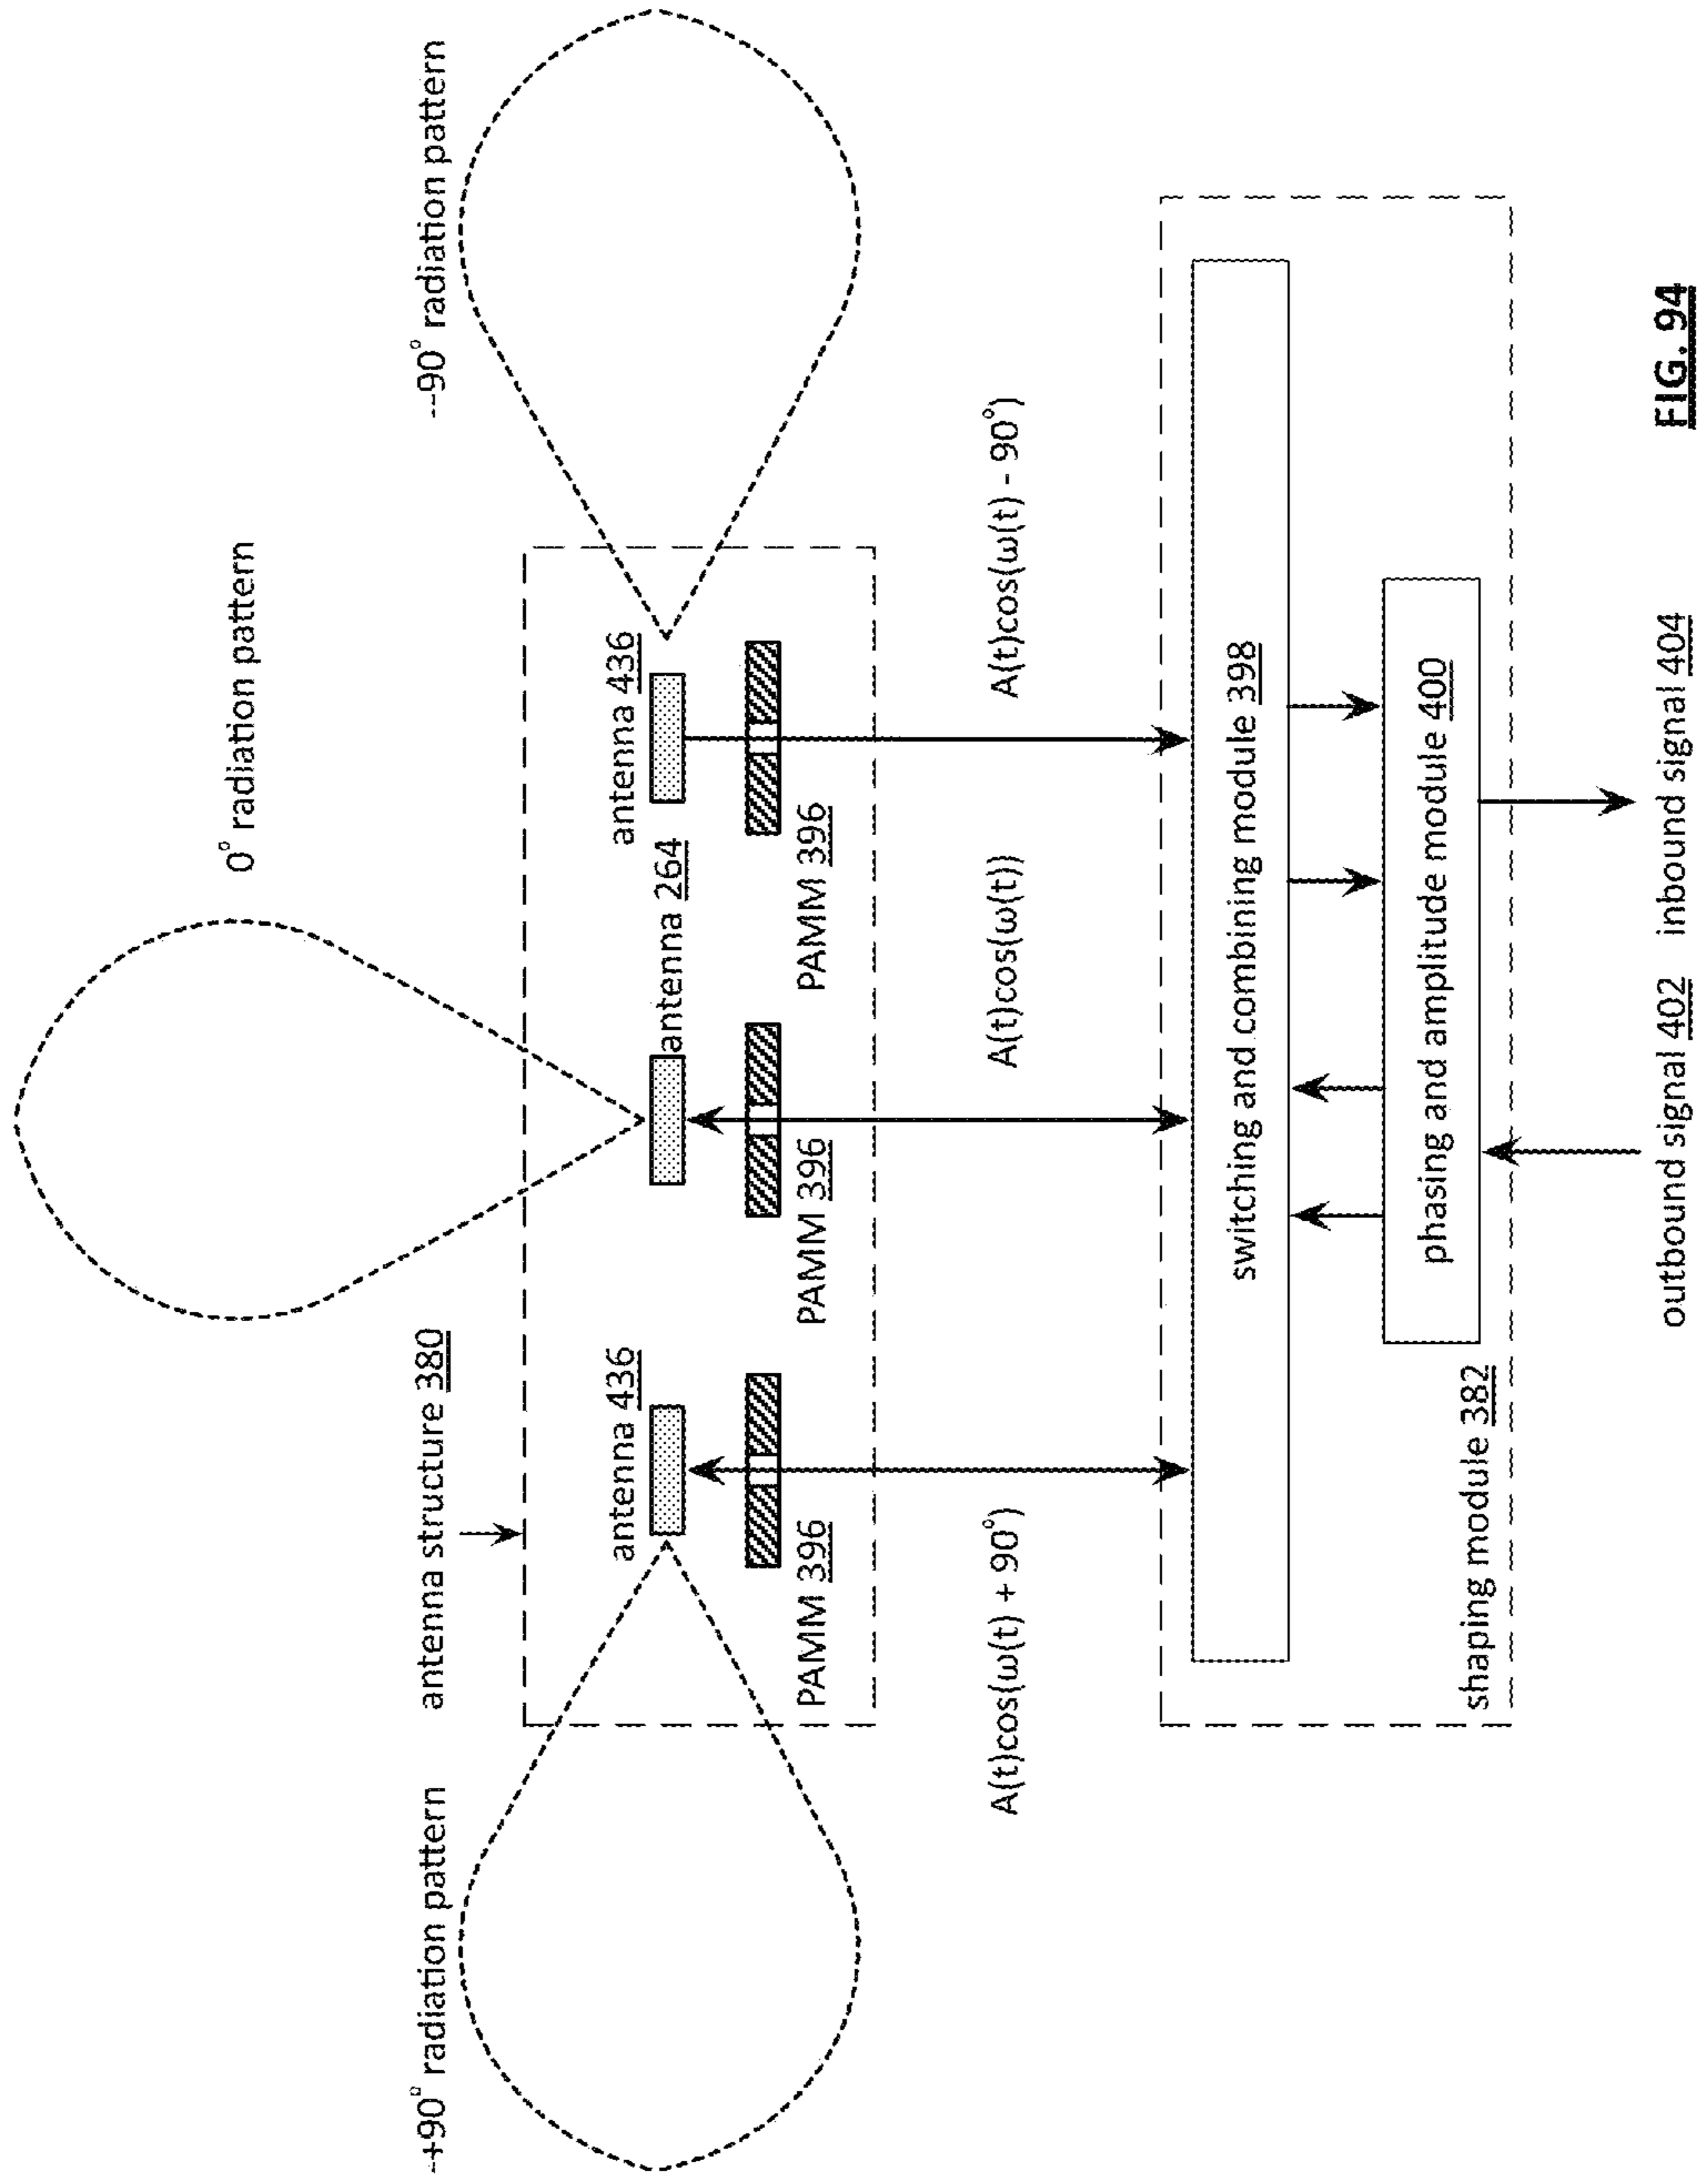 0° radiation pattern
~+90° radiation pattern
antenna structure 380
~-90° radiation pattern
antenna 436
antenna 264
antenna 436
PAMM 396
PAMM 396
PAMM 396
A(t)cos(ω(t) + 90°)
A(t)cos(ω(t))
A(t)cos(ω(t) - 90°)
switching and combining module 398
phasing and amplitude module 400
shaping module 382
outbound signal 402
inbound signal 404
FIG. 94